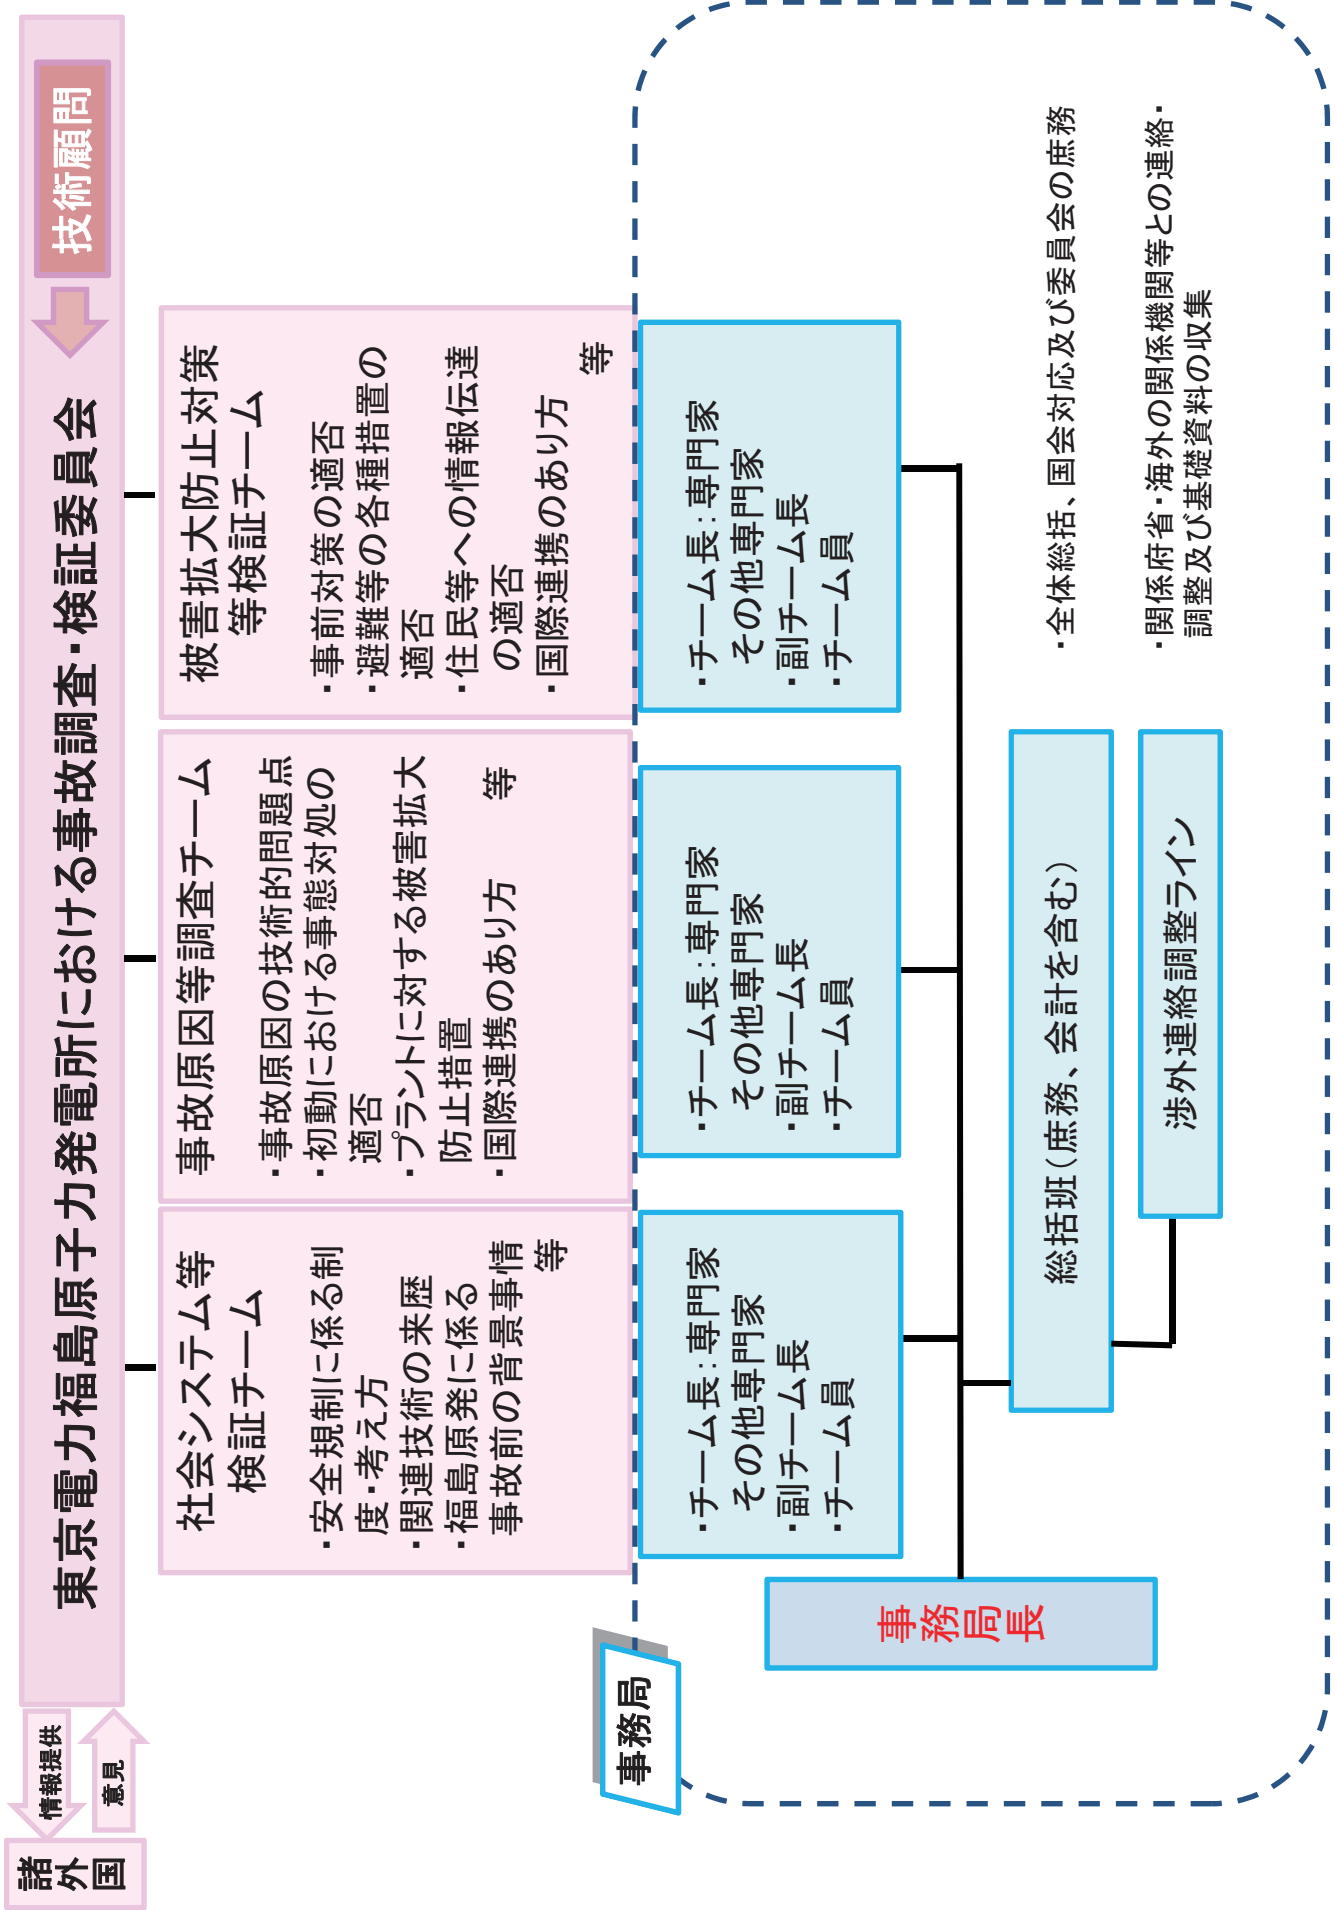 諸外国
情報提供
意見
東京電力福島原子力発電所における事故調査・検証委員会
技術顧問
社会システム等
検証チーム
・安全規制に係る制
度・考え方
・関連技術の来歴
・福島原発に係る
事故前の背景事情
等
事故原因等調査チーム
・事故原因の技術的問題点
・初動における事態対処の
適否
・プラントに対する被害拡大
防止措置
・国際連携のあり方　　等
被害拡大防止対策
等検証チーム
・事前対策の適否
・避難等の各種措置の
適否
・住民等への情報伝達
の適否
・国際連携のあり方
等
事務局
・チーム長：専門家
その他専門家
・副チーム長
・チーム員
・チーム長：専門家
その他専門家
・副チーム長
・チーム員
・チーム長：専門家
その他専門家
・副チーム長
・チーム員
事務局長
総括班（庶務、会計を含む）
・全体総括、国会対応及び委員会の庶務
渉外連絡調整ライン
・関係府省・海外の関係機関等との連絡・
調整及び基礎資料の収集